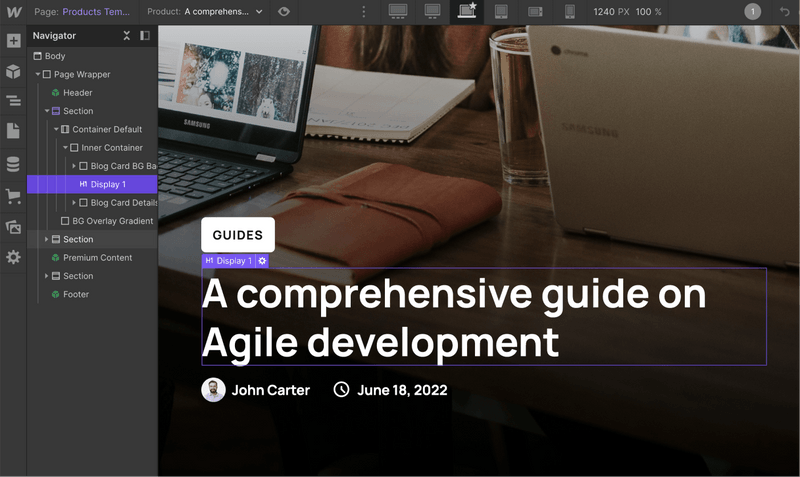 Page: Products Tem...
Product: A comprehens...
1240 PX 100 %
1
Navigator
Body
Page Wrapper
Header
Section
Container Default
Inner Container
Blog Card BG Ba
H1 Display 1
Blog Card Details
BG Overlay Gradient
Section
Premium Content
Section
Footer
SAMSUNG
chrome
SAMSUNG
GUIDES
H1 Display 1
A comprehensive guide on
Agile development
John Carter
June 18, 2022